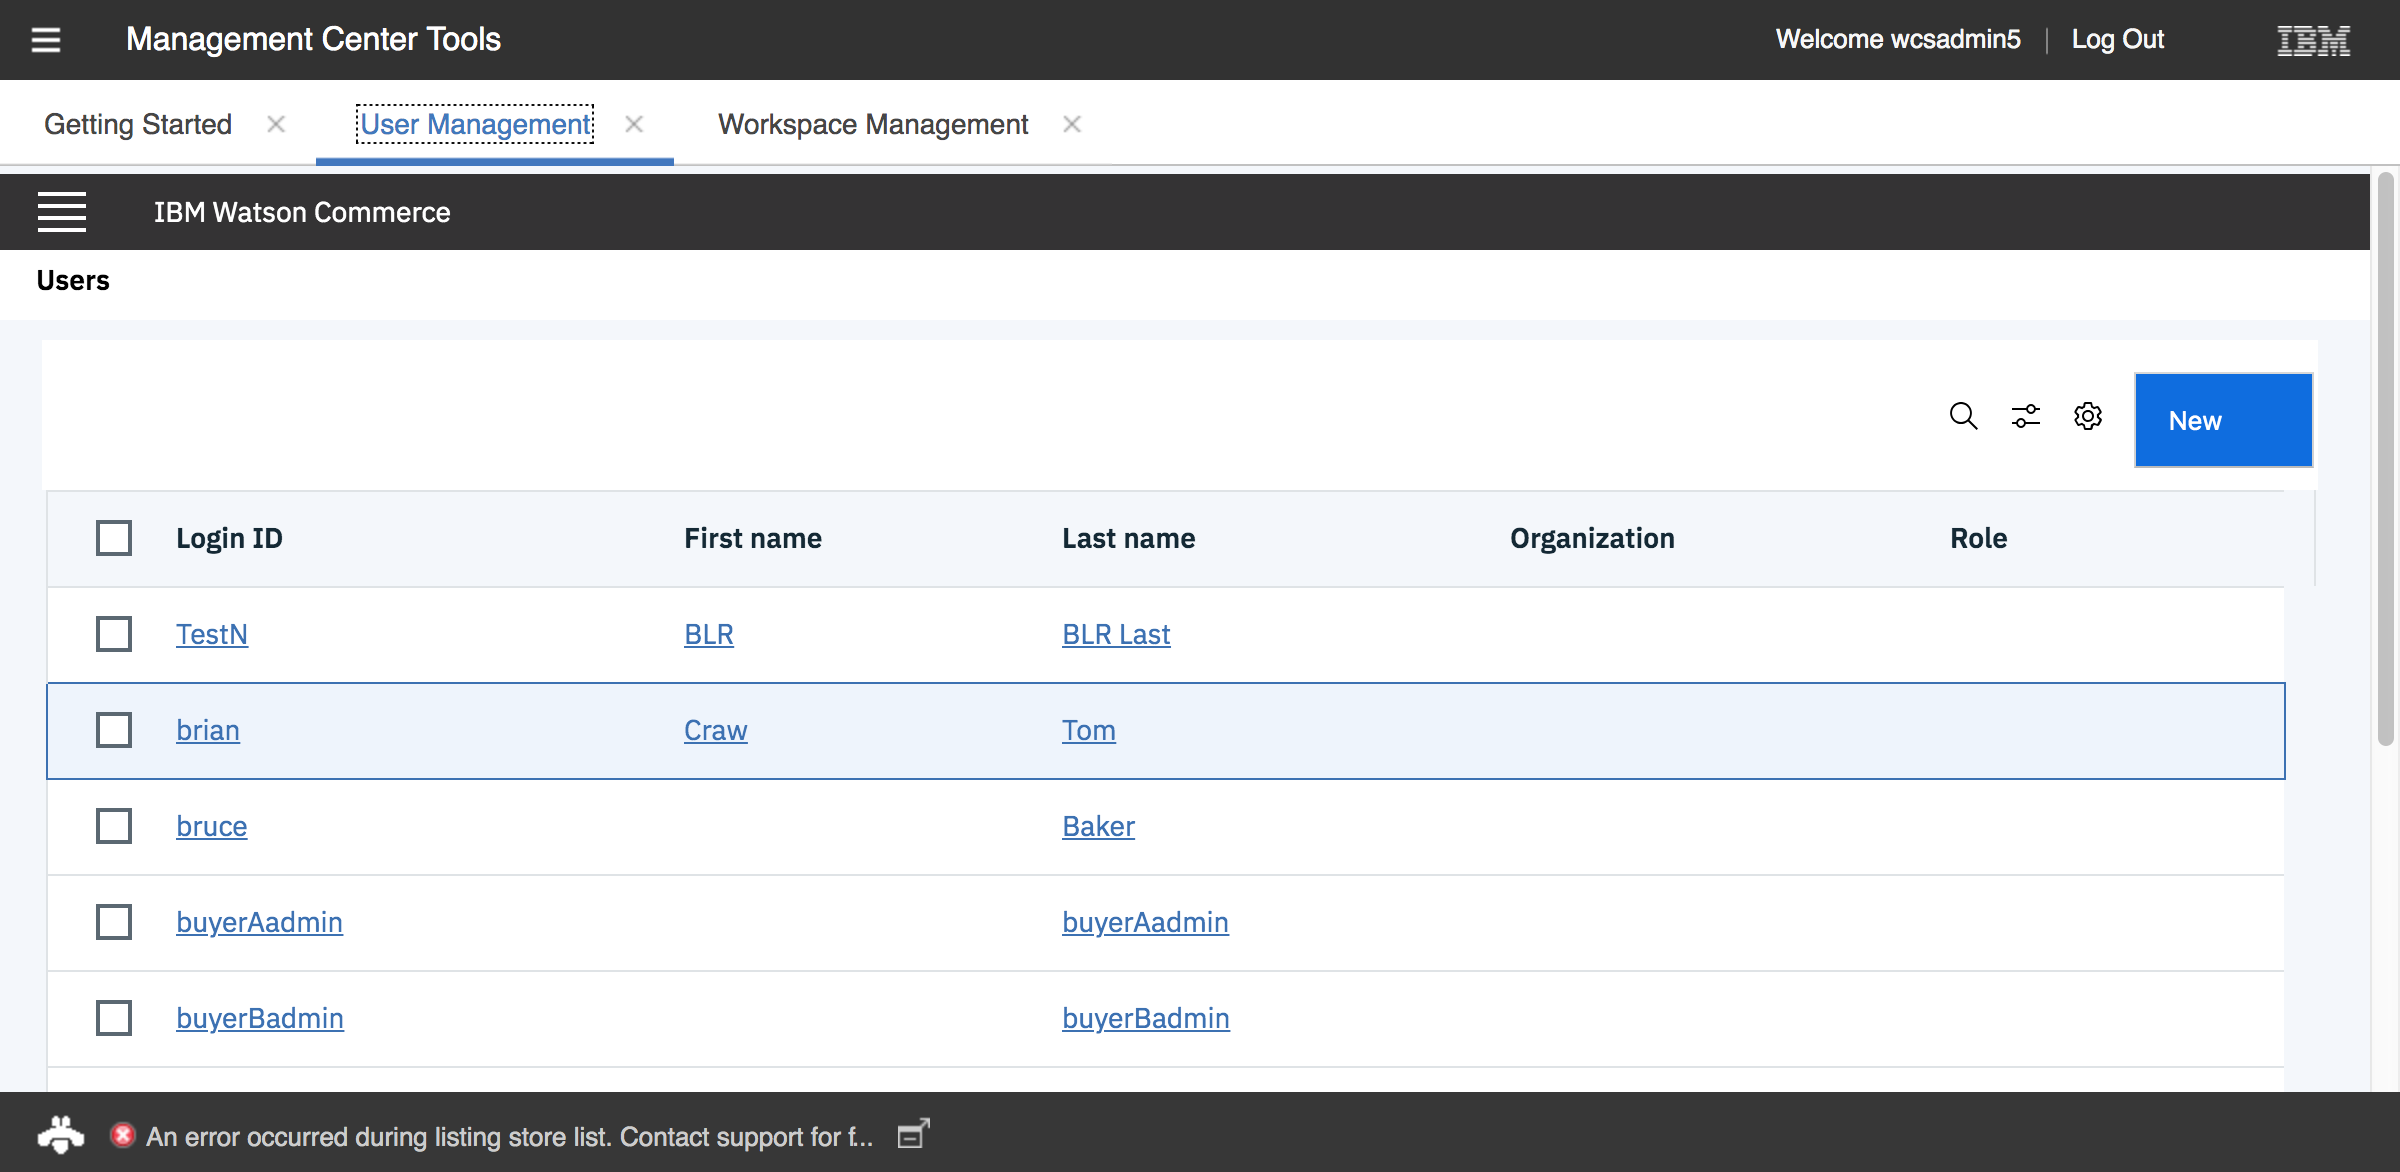 Management Center Tools Welcome wcsadmin5 Log Out IBM
Getting Started User Management Workspace Management
IBM Watson Commerce
Users
New
Login ID First name Last name Organization Role
TestN BLR BLR Last
brian Craw Tom
bruce Baker
buyerAadmin buyerAadmin
buyerBadmin buyerBadmin
An error occurred during listing store list. Contact support for f...